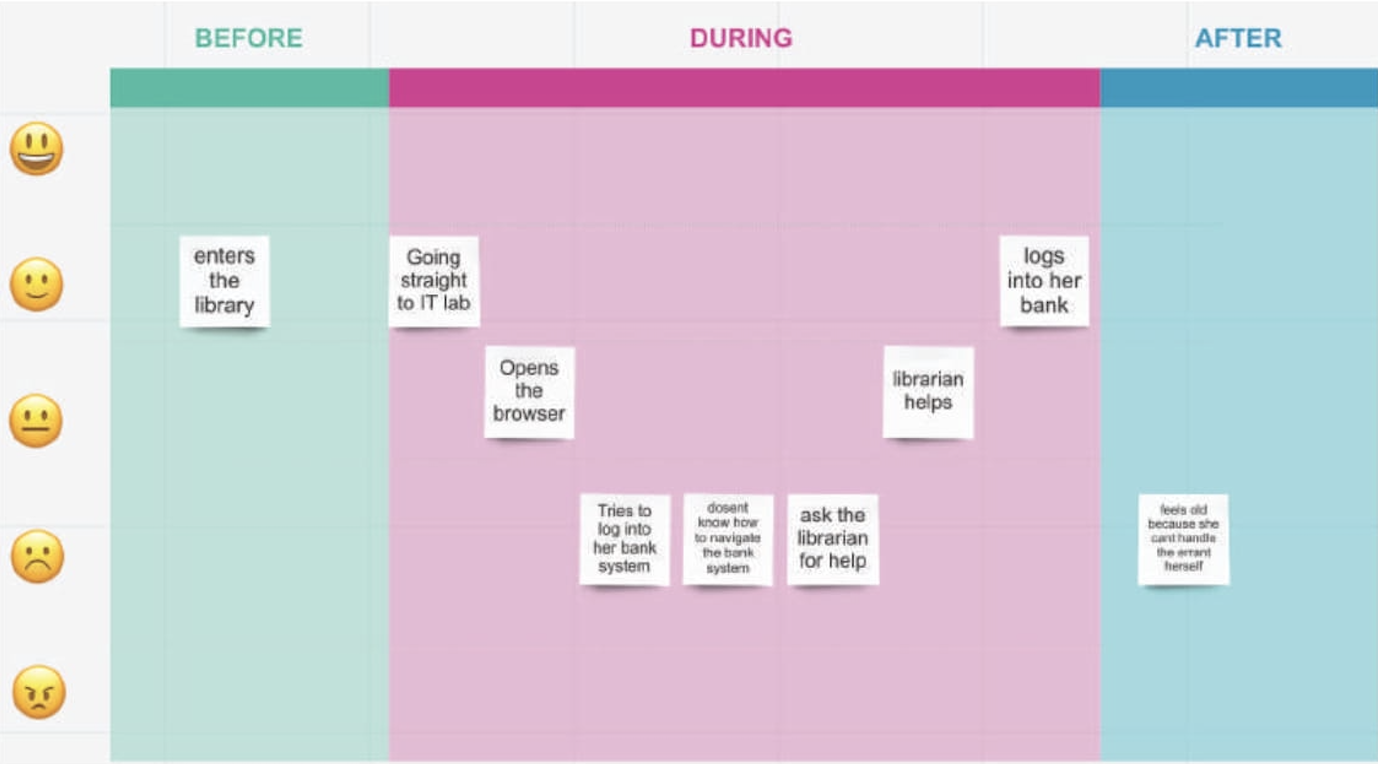 BEFORE
DURING
AFTER
enters
the
library
Going
straight
to IT lab
logs
into her
bank
Opens
the
browser
librarian
helps
Tries to
log into
her bank
system
dosent
know how
to navigate
the bank
system
ask the
librarian
for help
feels old
because she
cant handle
the errant
herself